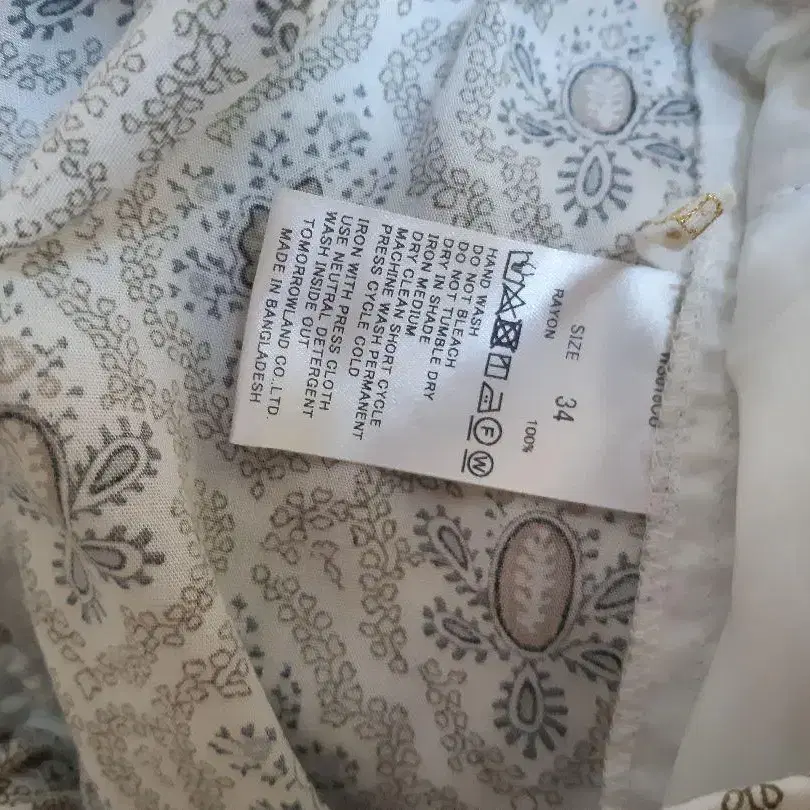 SIZE 34
RAYON 100%
F W
HAND WASH
DO NOT BLEACH
DO NOT TUMBLE DRY
DRY IN SHADE
IRON MEDIUM
DRY CLEAN
MACHINE WASH SHORT CYCLE
PRESS CYCLE COLD PERMANENT
IRON WITH PRESS CLOTH
USE NEUTRAL DETERGENT
WASH INSIDE OUT
TOMORROWLAND CO.,LTD.
MADE IN BANGLADESH